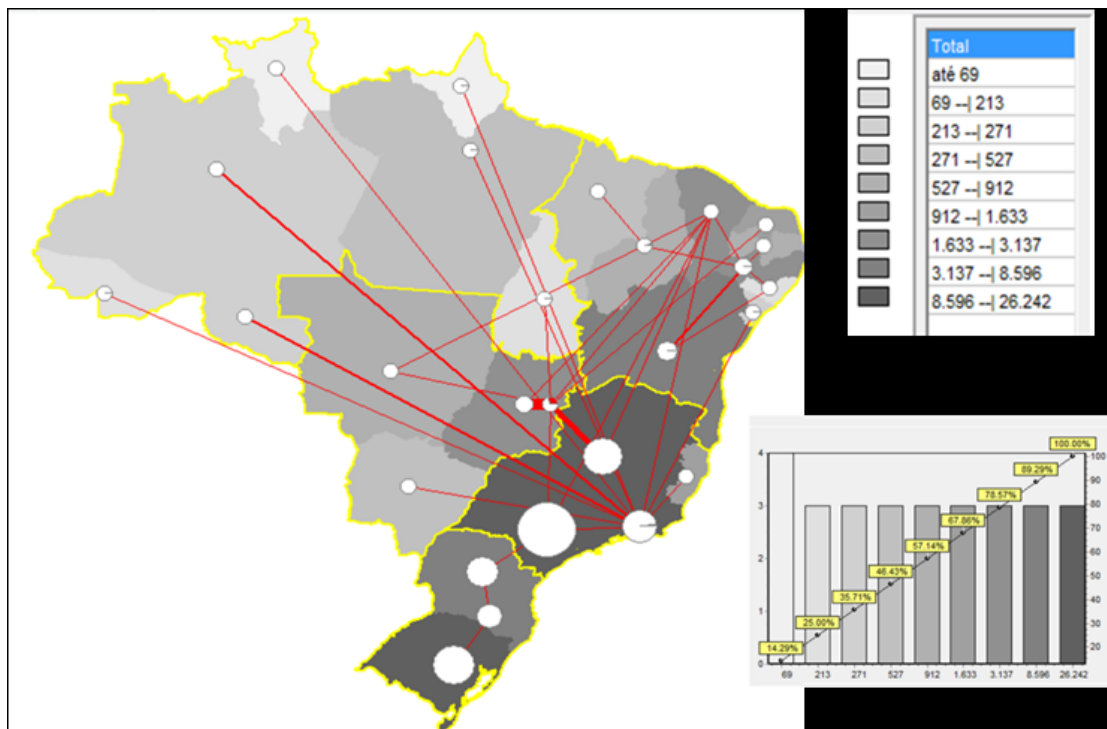 Total
até 69
69 --| 213
213 --| 271
271 --| 527
527 --| 912
912 --| 1.633
1.633 --| 3.137
3.137 --| 8.596
8.596 --| 26.242
100.00%
89.29%
78.57%
67.86%
57.14%
46.43%
35.71%
25.00%
14.29%
4
3
2
1
0
100
90
80
70
60
50
40
30
20
69 213 271 527 912 1.633 3.137 8.596 26.242